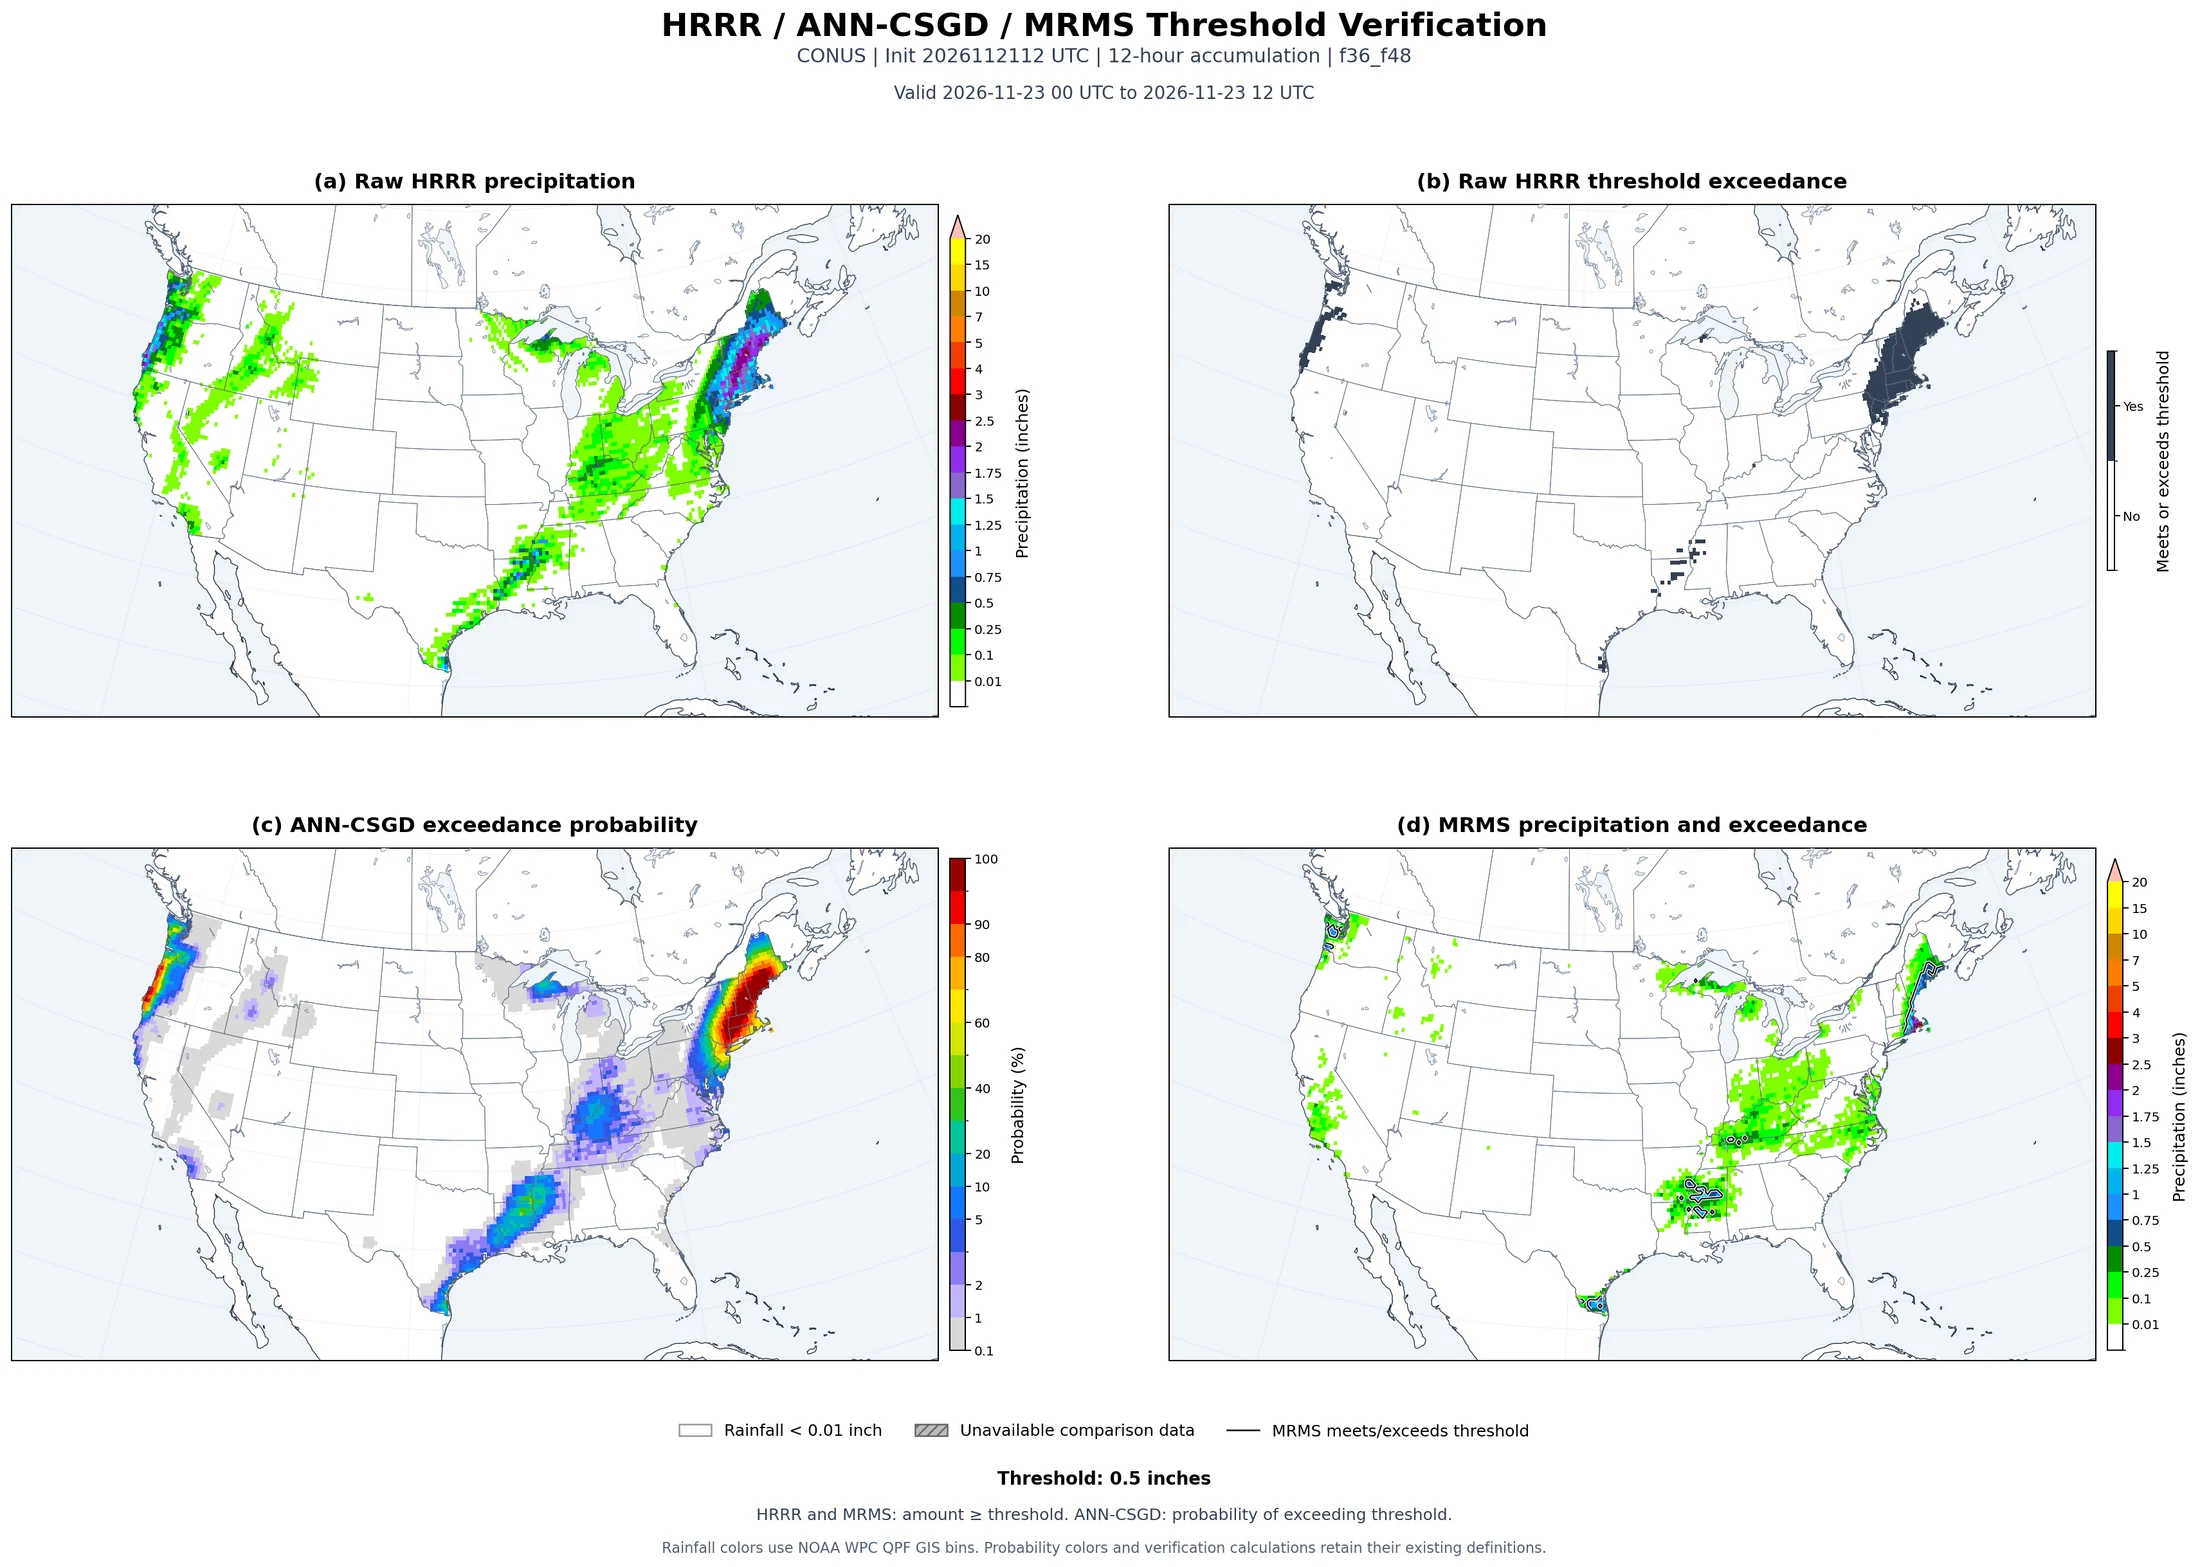 HRRR / ANN-CSGD / MRMS Threshold Verification
CONUS | Init 2026112112 UTC | 12-hour accumulation | f36_f48
Valid 2026-11-23 00 UTC to 2026-11-23 12 UTC
(a) Raw HRRR precipitation
20
15
10
7
5
4
3
2.5
2
1.75
1.5
1.25
1
0.75
0.5
0.25
0.1
0.01
Precipitation (inches)
(b) Raw HRRR threshold exceedance
Yes
No
Meets or exceeds threshold
(c) ANN-CSGD exceedance probability
100
90
80
60
40
20
10
5
2
1
0.1
Probability (%)
(d) MRMS precipitation and exceedance
20
15
10
7
5
4
3
2.5
2
1.75
1.5
1.25
1
0.75
0.5
0.25
0.1
0.01
Precipitation (inches)
Rainfall < 0.01 inch
Unavailable comparison data
MRMS meets/exceeds threshold
Threshold: 0.5 inches
HRRR and MRMS: amount ≥ threshold. ANN-CSGD: probability of exceeding threshold.
Rainfall colors use NOAA WPC QPF GIS bins. Probability colors and verification calculations retain their existing definitions.